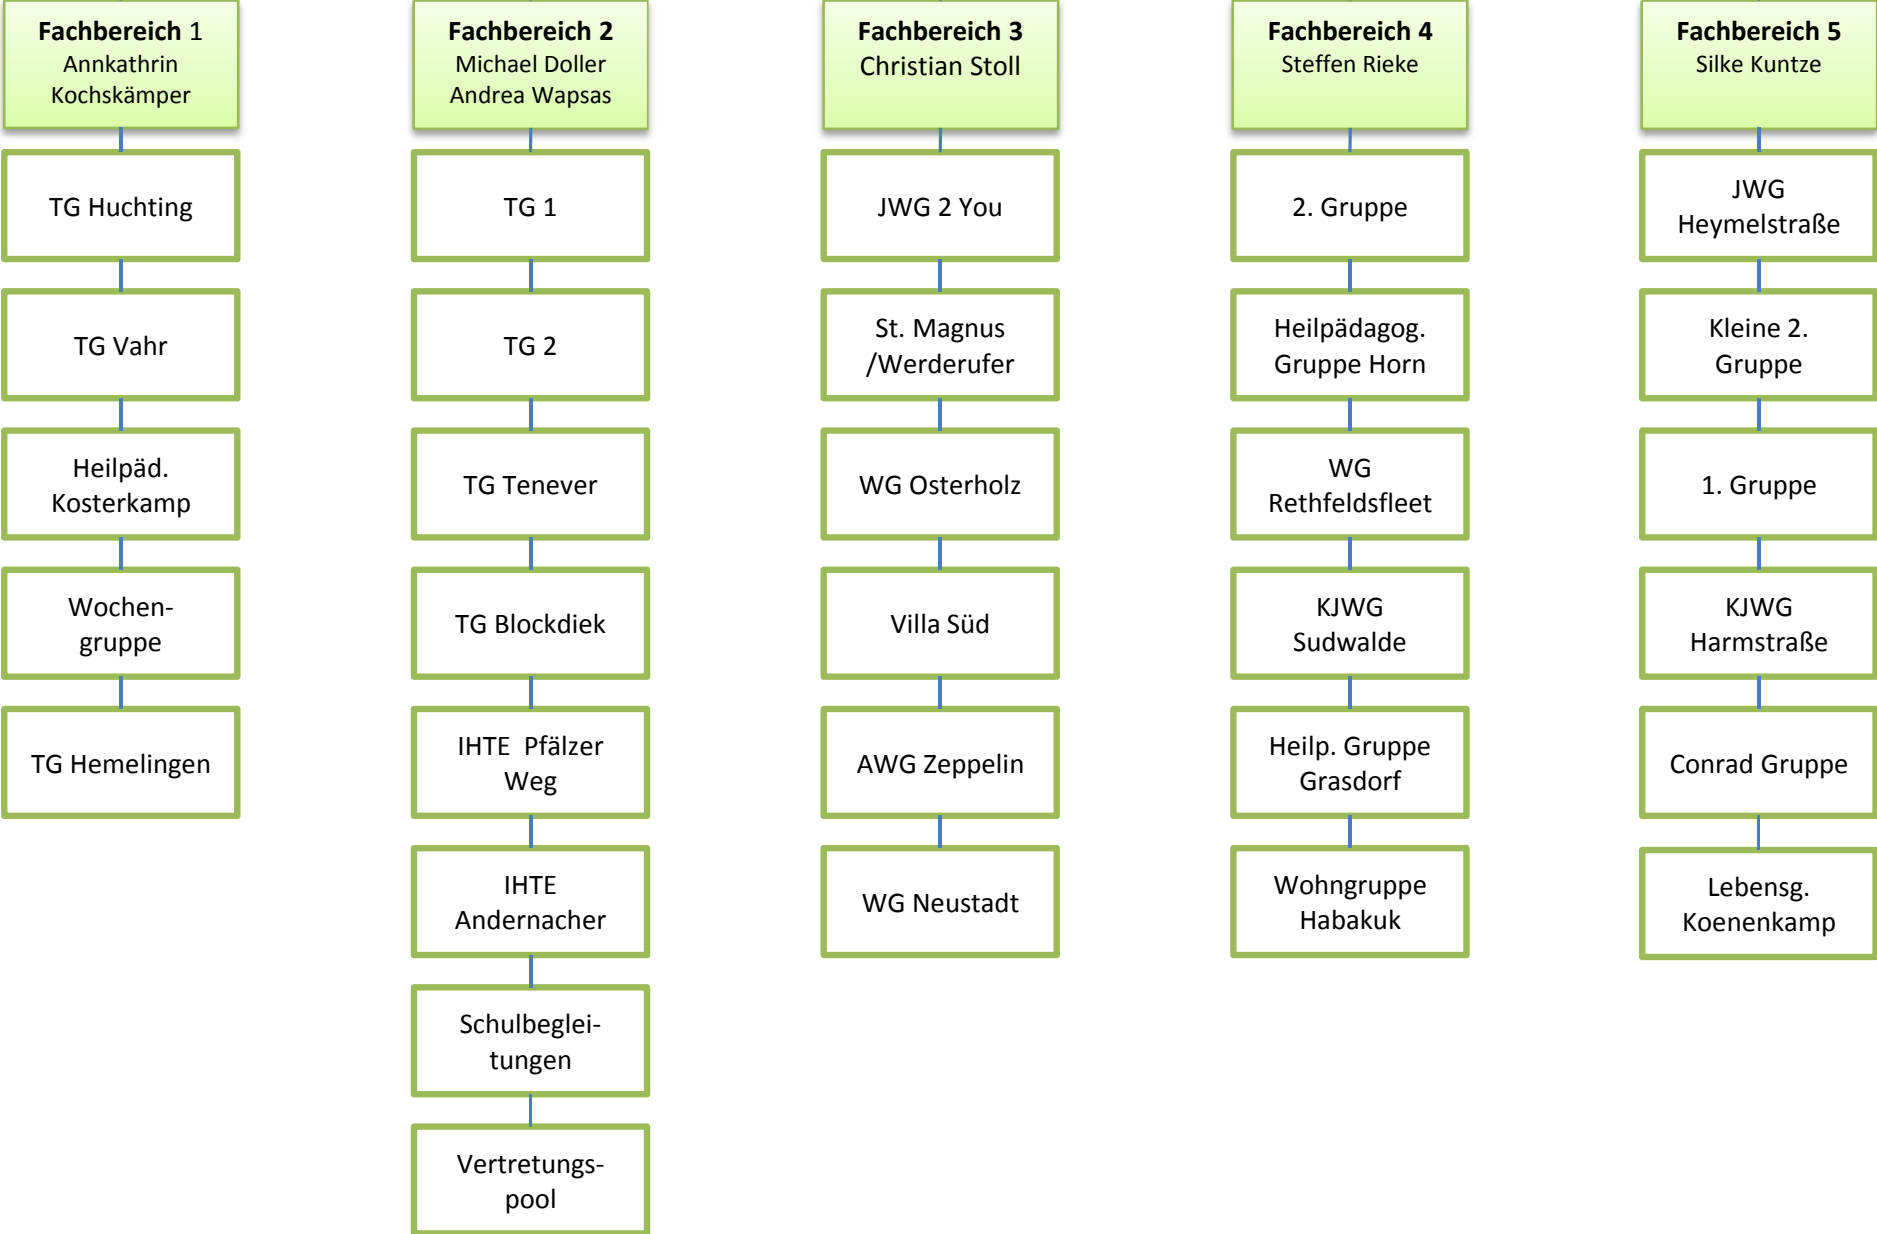 Fachbereich 1
Annkathrin
Kochskämper
TG Huchting
TG Vahr
Heilpäd.
Kosterkamp
Wochen-
gruppe
TG Hemelingen
Fachbereich 2
Michael Doller
Andrea Wapsas
TG 1
TG 2
TG Tenever
TG Blockdiek
IHTE  Pfälzer
Weg
IHTE
Andernacher
Schulbeglei-
tungen
Vertretungs-
pool
Fachbereich 3
Christian Stoll
JWG 2 You
St. Magnus
/Werderufer
WG Osterholz
Villa Süd
AWG Zeppelin
WG Neustadt
Fachbereich 4
Steffen Rieke
2. Gruppe
Heilpädagog.
Gruppe Horn
WG
Rethfeldsfleet
KJWG
Sudwalde
Heilp. Gruppe
Grasdorf
Wohngruppe
Habakuk
Fachbereich 5
Silke Kuntze
JWG
Heymelstraße
Kleine 2.
Gruppe
1. Gruppe
KJWG
Harmstraße
Conrad Gruppe
Lebensg.
Koenenkamp